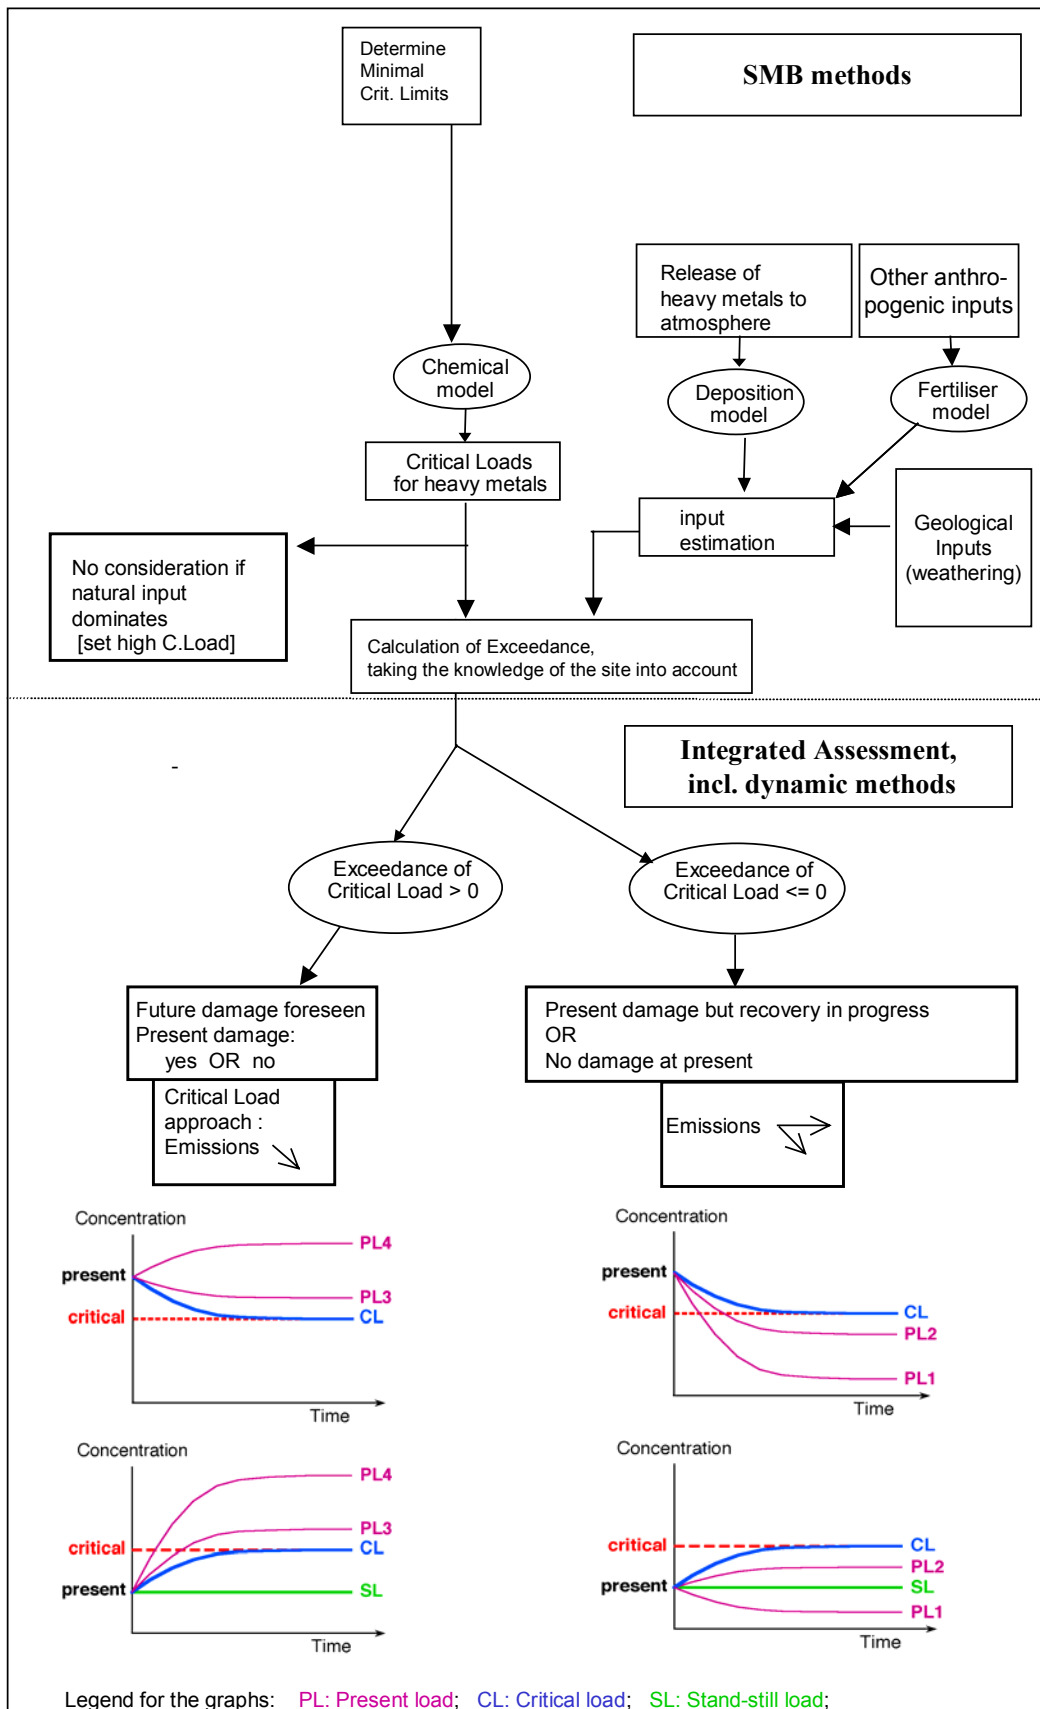 Determine
Minimal
Crit. Limits
SMB methods
Release of
heavy metals to
atmosphere
Other anthro-
pogenic inputs
Chemical
model
Deposition
model
Fertiliser
model
Critical Loads
for heavy metals
input
estimation
Geological
Inputs
(weathering)
No consideration if
natural input
dominates
[set high C.Load]
Calculation of Exceedance,
taking the knowledge of the site into account
Integrated Assessment,
incl. dynamic methods
-
Exceedance of
Critical Load > 0
Exceedance of
Critical Load <= 0
Future damage foreseen
Present damage:
yes OR no
Present damage but recovery in progress
OR
No damage at present
Critical Load
approach :
Emissions
Emissions
Concentration
PL4
present
PL3
critical
CL
Time
Concentration
present
critical
CL
PL2
PL1
Time
Concentration
PL4
PL3
critical
CL
present
SL
Time
Concentration
critical
CL
PL2
present
SL
PL1
Time
Legend for the graphs: PL: Present load; CL: Critical load; SL: Stand-still load;